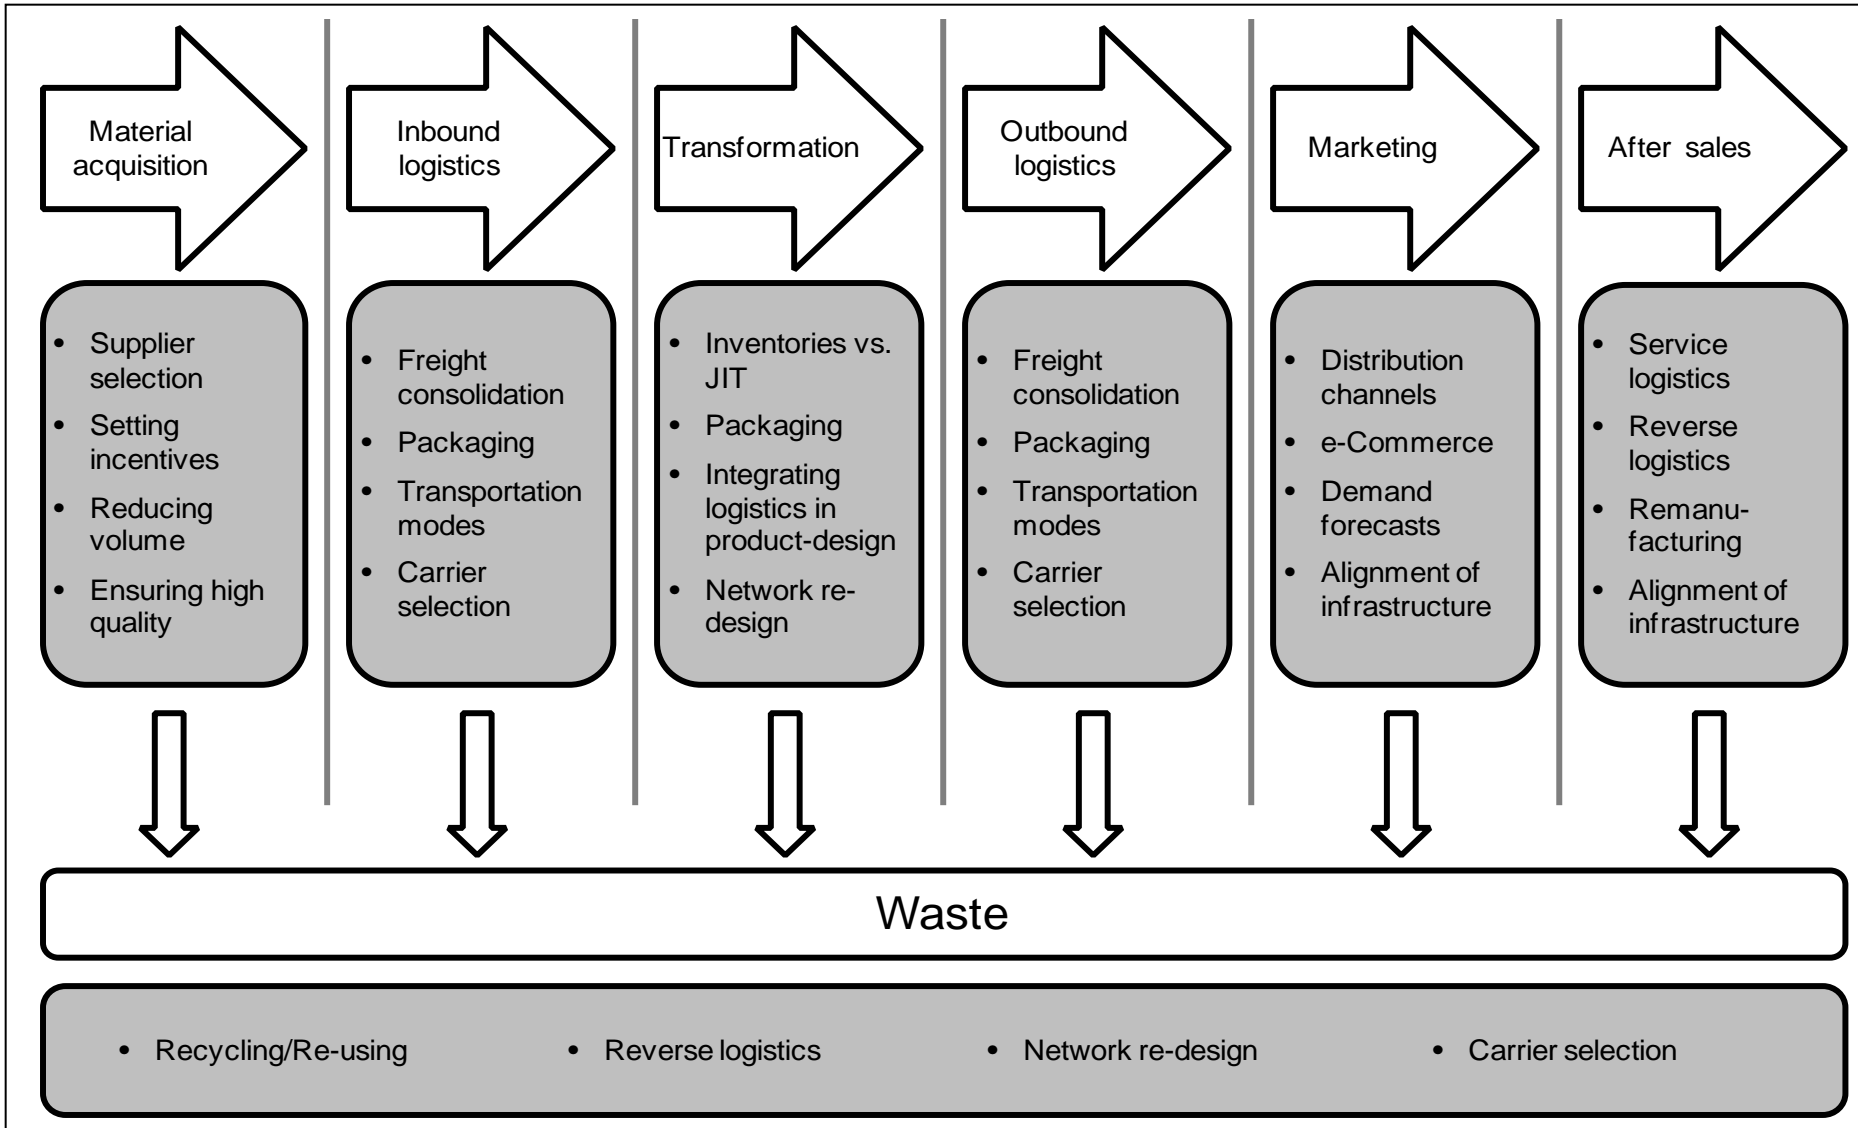 Material
acquisition
Inbound
logistics
Transformation
Outbound
logistics
Marketing
After sales
• Supplier
selection
• Setting
incentives
• Reducing
volume
• Ensuring high
quality
• Freight
consolidation
• Packaging
• Transportation
modes
• Carrier
selection
• Inventories vs.
JIT
• Packaging
• Integrating
logistics in
product-design
• Network re-
design
• Freight
consolidation
• Packaging
• Transportation
modes
• Carrier
selection
• Distribution
channels
• e-Commerce
• Demand
forecasts
• Alignment of
infrastructure
• Service
logistics
• Reverse
logistics
• Remanu-
facturing
• Alignment of
infrastructure
Waste
• Recycling/Re-using
• Reverse logistics
• Network re-design
• Carrier selection